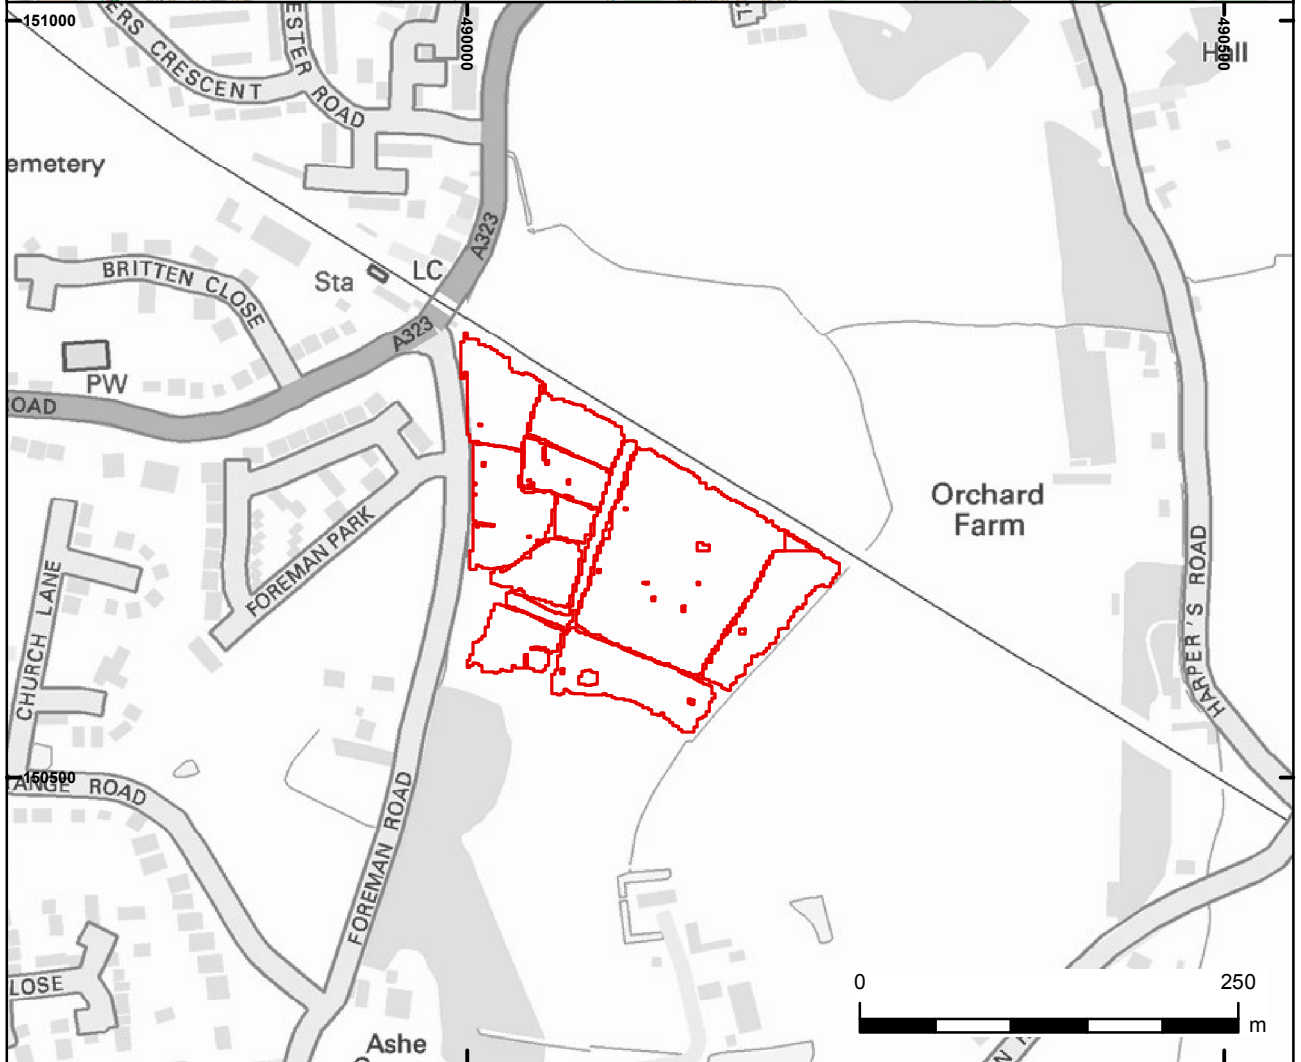 151000
490000
490500
ERS CRESCENT
ESTER ROAD
Hall
emetery
A323
BRITTEN CLOSE
Sta
LC
A323
PW
OAD
Orchard
Farm
FOREMAN PARK
CHURCH LANE
HARPER'S ROAD
150500
ANGE ROAD
FOREMAN ROAD
LOSE
Ashe
0
250
m